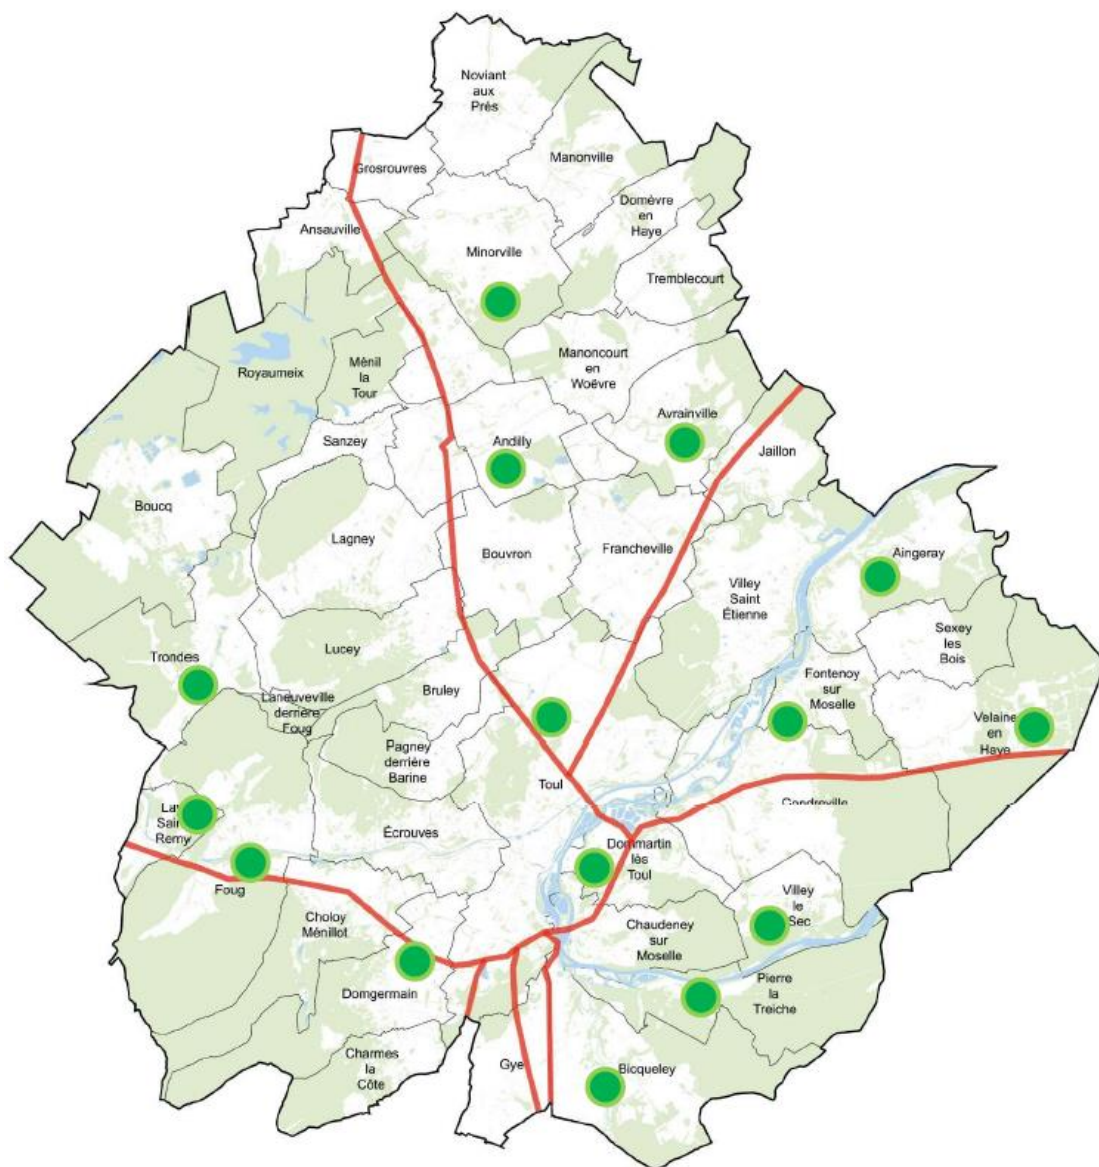 Noviant
aux
Prés
Manonville
Grosrouvres
Domèvre
en
Haye
Ansauville
Minorville
Tremblecourt
Manoncourt
en
Woëvre
Ménil
la
Tour
Royaumeix
Avrainville
Sanzey
Andilly
Jaillon
Boucq
Lagney
Bouvron
Francheville
Aingeray
Villey
Saint
Étienne
Sexey
les
Bois
Lucey
Trondes
Bruley
Fontenoy
sur
Moselle
Laneuveville
derrière
Foug
Velaine
en
Haye
Pagney
derrière
Barine
Toul
Écrouves
Dommartin
lès
Toul
Foug
Villey
le
Sec
Choloy
Ménillot
Chaudeney
sur
Moselle
Pierre
la
Treiche
Domgermain
Charmes
la
Côte
Gye
Bicqueley